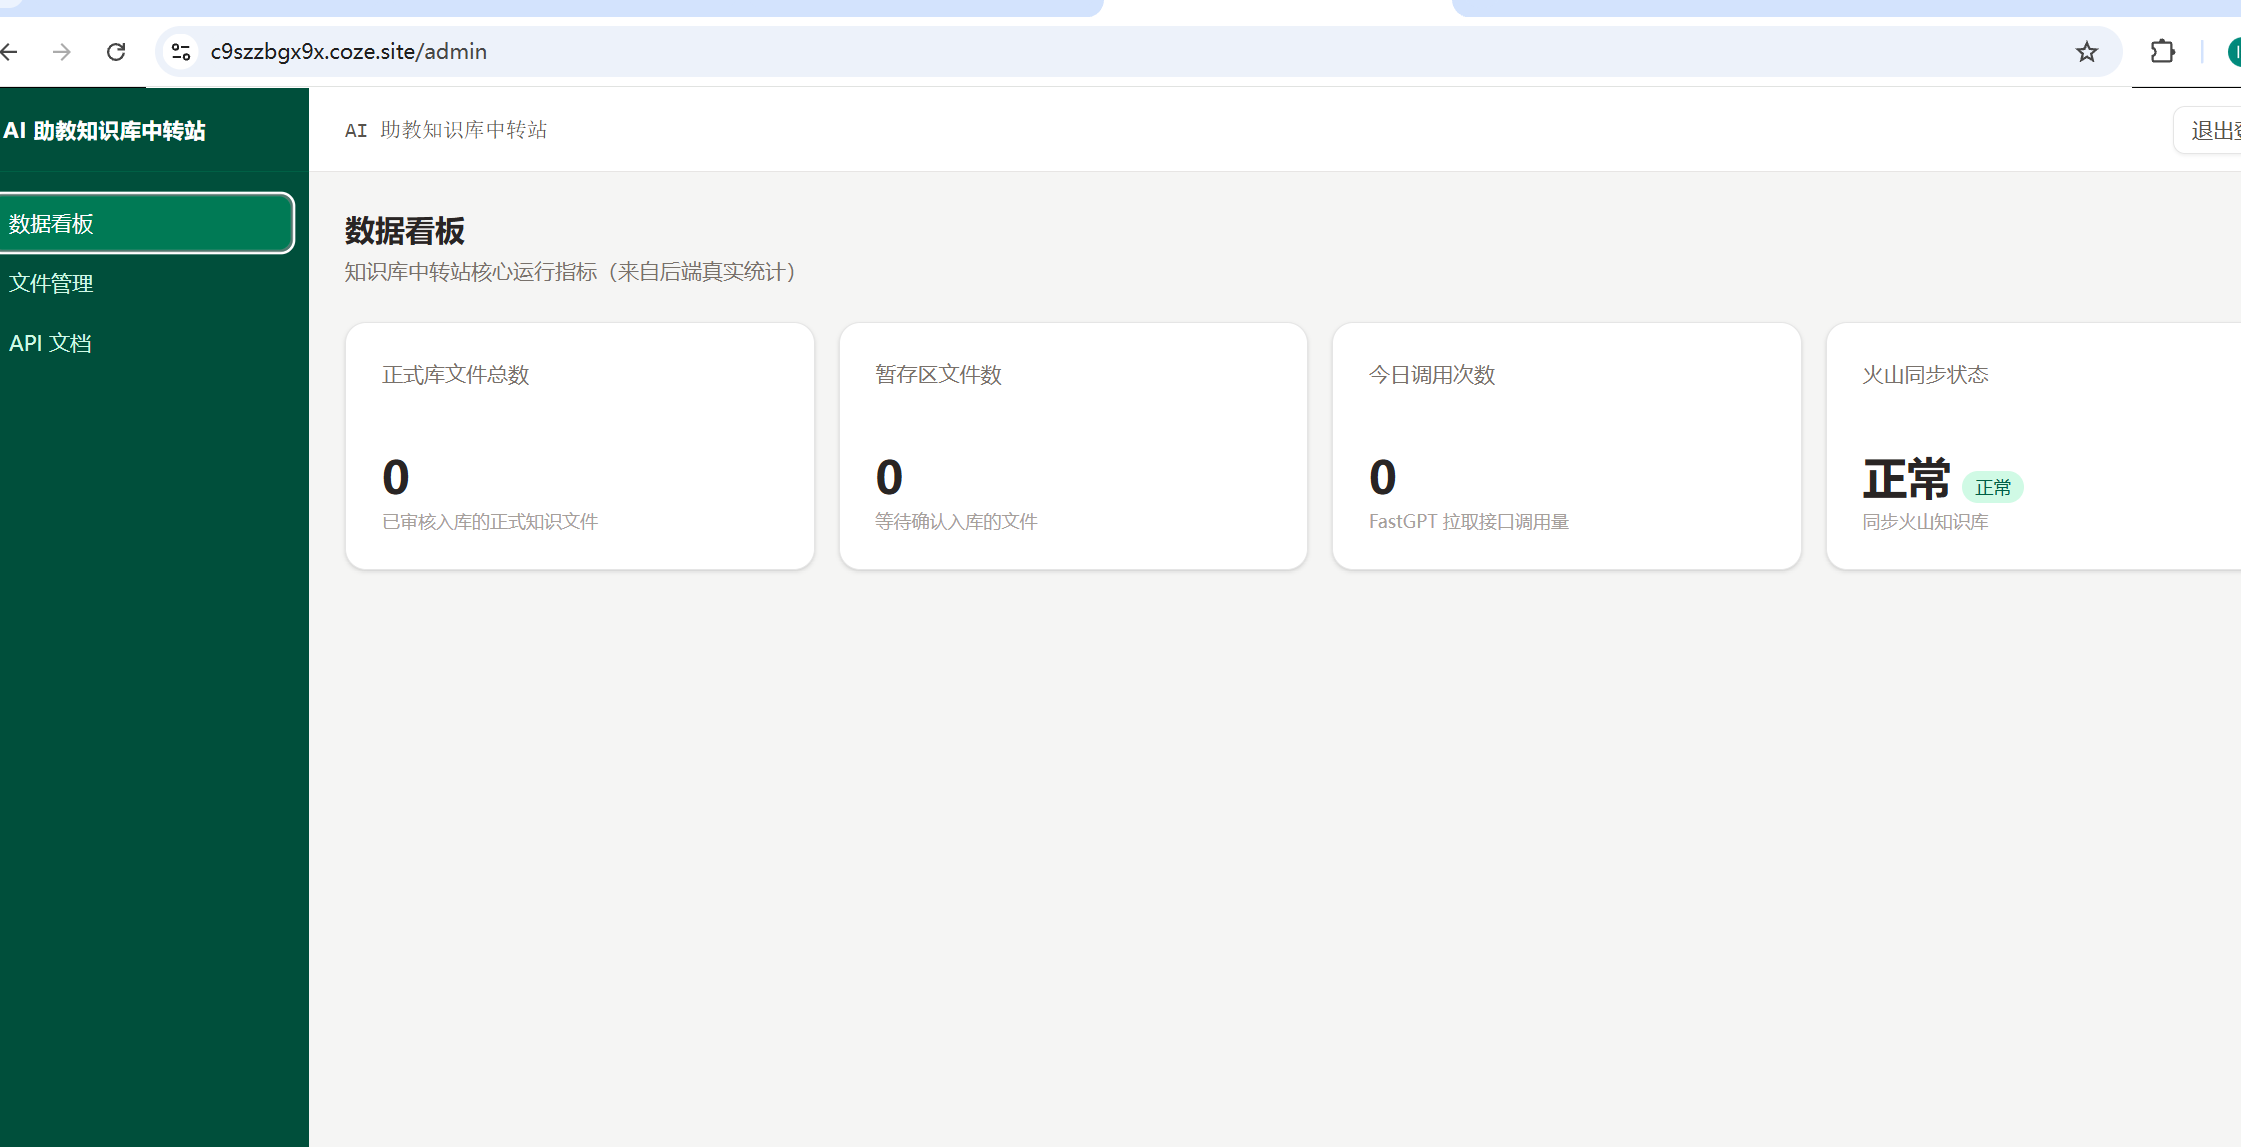 c9szzbgx9x.coze.site/admin
AI 助教知识库中转站
AI 助教知识库中转站
退出登
数据看板
文件管理
API 文档
数据看板
知识库中转站核心运行指标（来自后端真实统计）
正式库文件总数
0
已审核入库的正式知识文件
暂存区文件数
0
等待确认入库的文件
今日调用次数
0
FastGPT 拉取接口调用量
火山同步状态
正常 正常
同步火山知识库